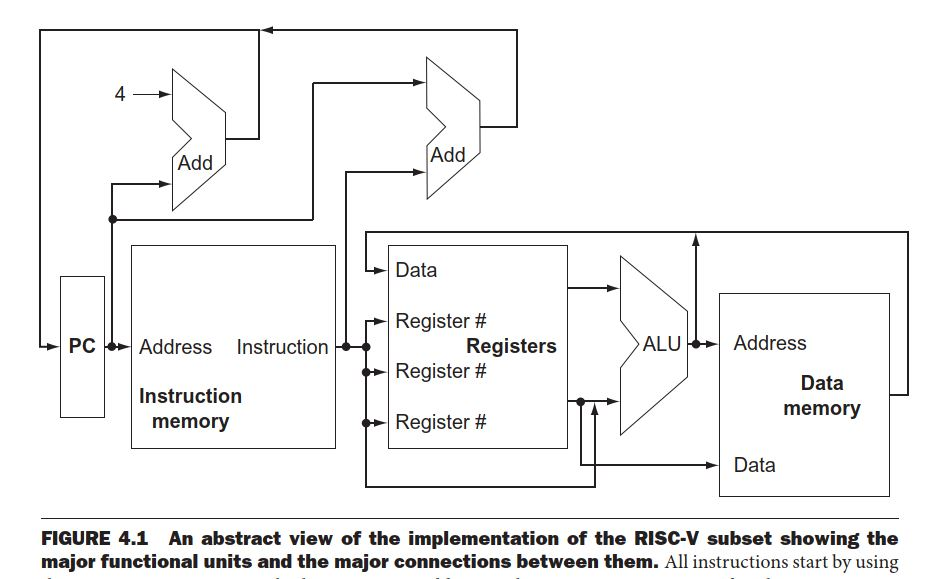 4
Add
Add
Data
Register #
Registers
Register #
Register #
PC
Address
Instruction
Instruction
memory
ALU
Address
Data
memory
Data
FIGURE 4.1 An abstract view of the implementation of the RISC-V subset showing the
major functional units and the major connections between them. All instructions start by using